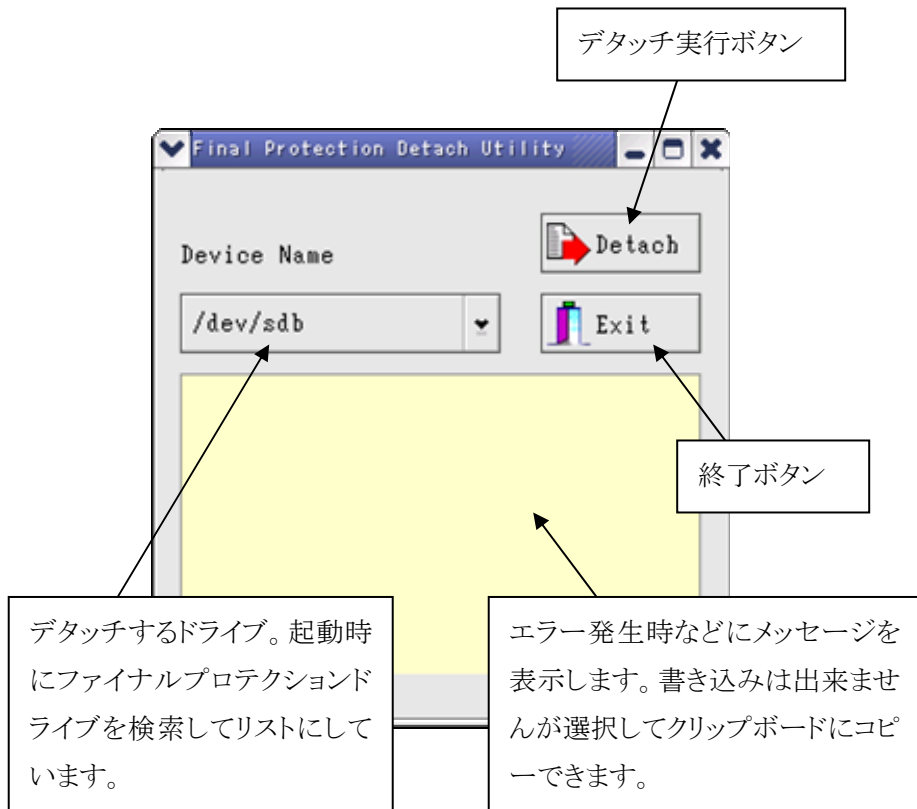 デタッチ実行ボタン
Final Protection Detach Utility
Device Name
Detach
/dev/sdb
Exit
終了ボタン
デタッチするドライブ。起動時
にファイナルプロテクションド
ライブを検索してリストにして
います。
エラー発生時などにメッセージを
表示します。書き込みは出来ませ
んが選択してクリップボードにコピ
ーできます。